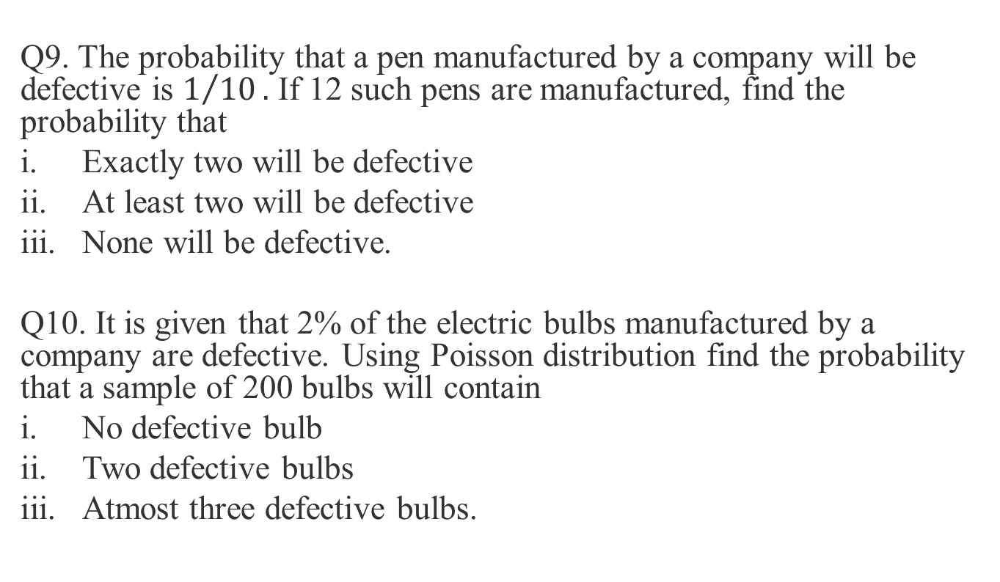 Q9. The probability that a pen manufactured by a company will be
defective is 1/10 . If 12 such pens are manufactured, find the
probability that
i. Exactly two will be defective
ii. At least two will be defective
iii. None will be defective.
Q10. It is given that 2% of the electric bulbs manufactured by a
company are defective. Using Poisson distribution find the probability
that a sample of 200 bulbs will contain
i. No defective bulb
ii. Two defective bulbs
iii. Atmost three defective bulbs.